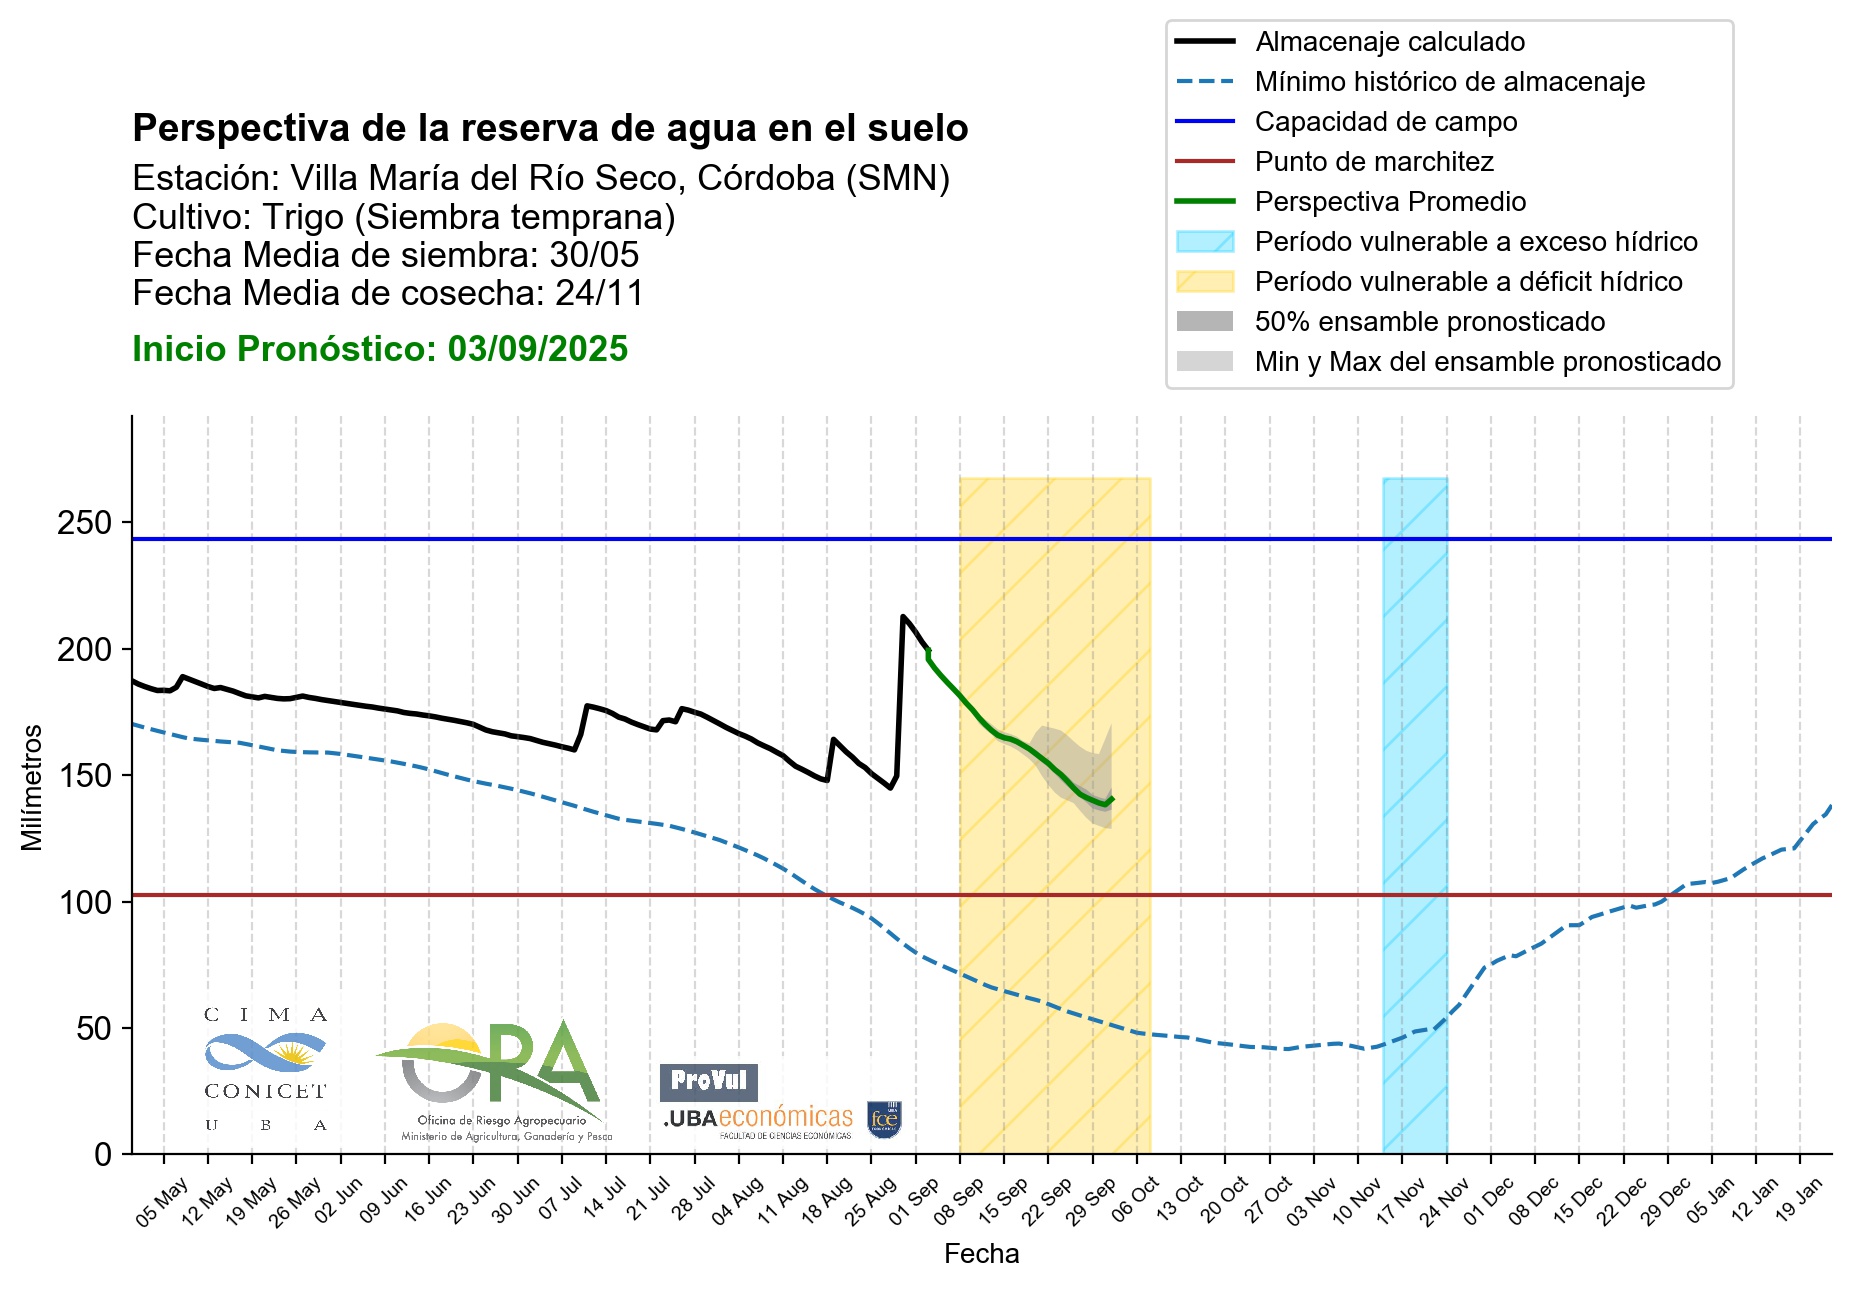 Almacenaje calculado
Mínimo histórico de almacenaje
Capacidad de campo
Punto de marchitez
Perspectiva Promedio
Período vulnerable a exceso hídrico
Período vulnerable a déficit hídrico
50% ensamble pronosticado
Min y Max del ensamble pronosticado
Perspectiva de la reserva de agua en el suelo
Estación: Villa María del Río Seco, Córdoba (SMN)
Cultivo: Trigo (Siembra temprana)
Fecha Media de siembra: 30/05
Fecha Media de cosecha: 24/11
Inicio Pronóstico: 03/09/2025
Milímetros
250
200
150
100
50
0
C I M A
CONICET
U B A
ORA
Oficina de Riesgo Agropecuario
Ministerio de Agricultura, Ganadería y Pesca
ProVul
.UBAeconómicas
FACULTAD DE CIENCIAS ECONÓMICAS
fce
05 May
12 May
19 May
26 May
02 Jun
09 Jun
16 Jun
23 Jun
30 Jun
07 Jul
14 Jul
21 Jul
28 Jul
04 Aug
11 Aug
18 Aug
25 Aug
01 Sep
08 Sep
15 Sep
22 Sep
29 Sep
06 Oct
13 Oct
20 Oct
27 Oct
03 Nov
10 Nov
17 Nov
24 Nov
01 Dec
08 Dec
15 Dec
22 Dec
29 Dec
05 Jan
12 Jan
19 Jan
Fecha